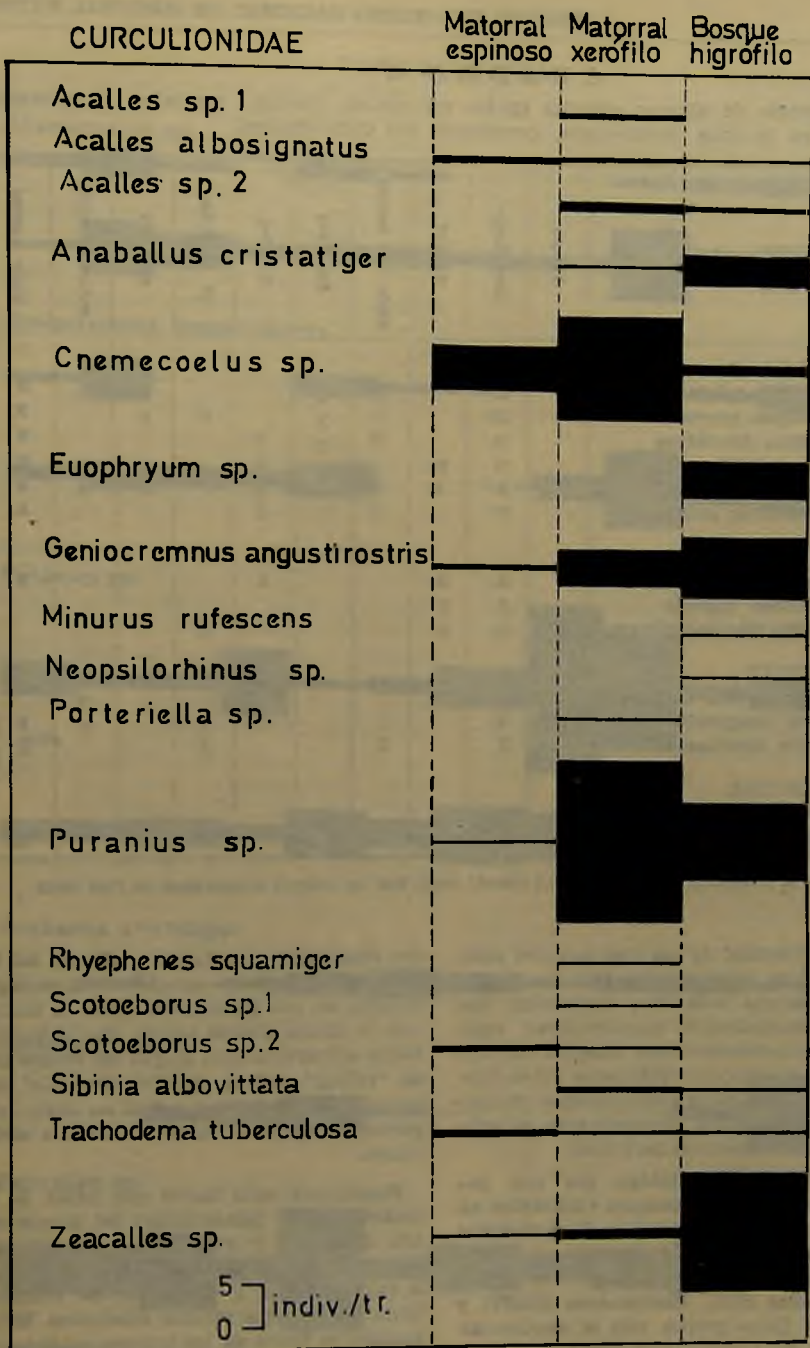 CURCULIONIDAE
Matorral espinoso
Matorral xerófilo
Bosque higrófilo
Acalles sp. 1
Acalles albosignatus
Acalles sp. 2
Anaballus cristatiger
Cnemecoelus sp.
Euophryum sp.
Geniocremnus angustirostris
Minurus rufescens
Neopsilorhinus sp.
Porteriella sp.
Puranius sp.
Rhyephenes squamiger
Scotoeborus sp.1
Scotoeborus sp.2
Sibinia albovittata
Trachodema tuberculosa
Zeacalles sp.
5
indiv./tr.
0